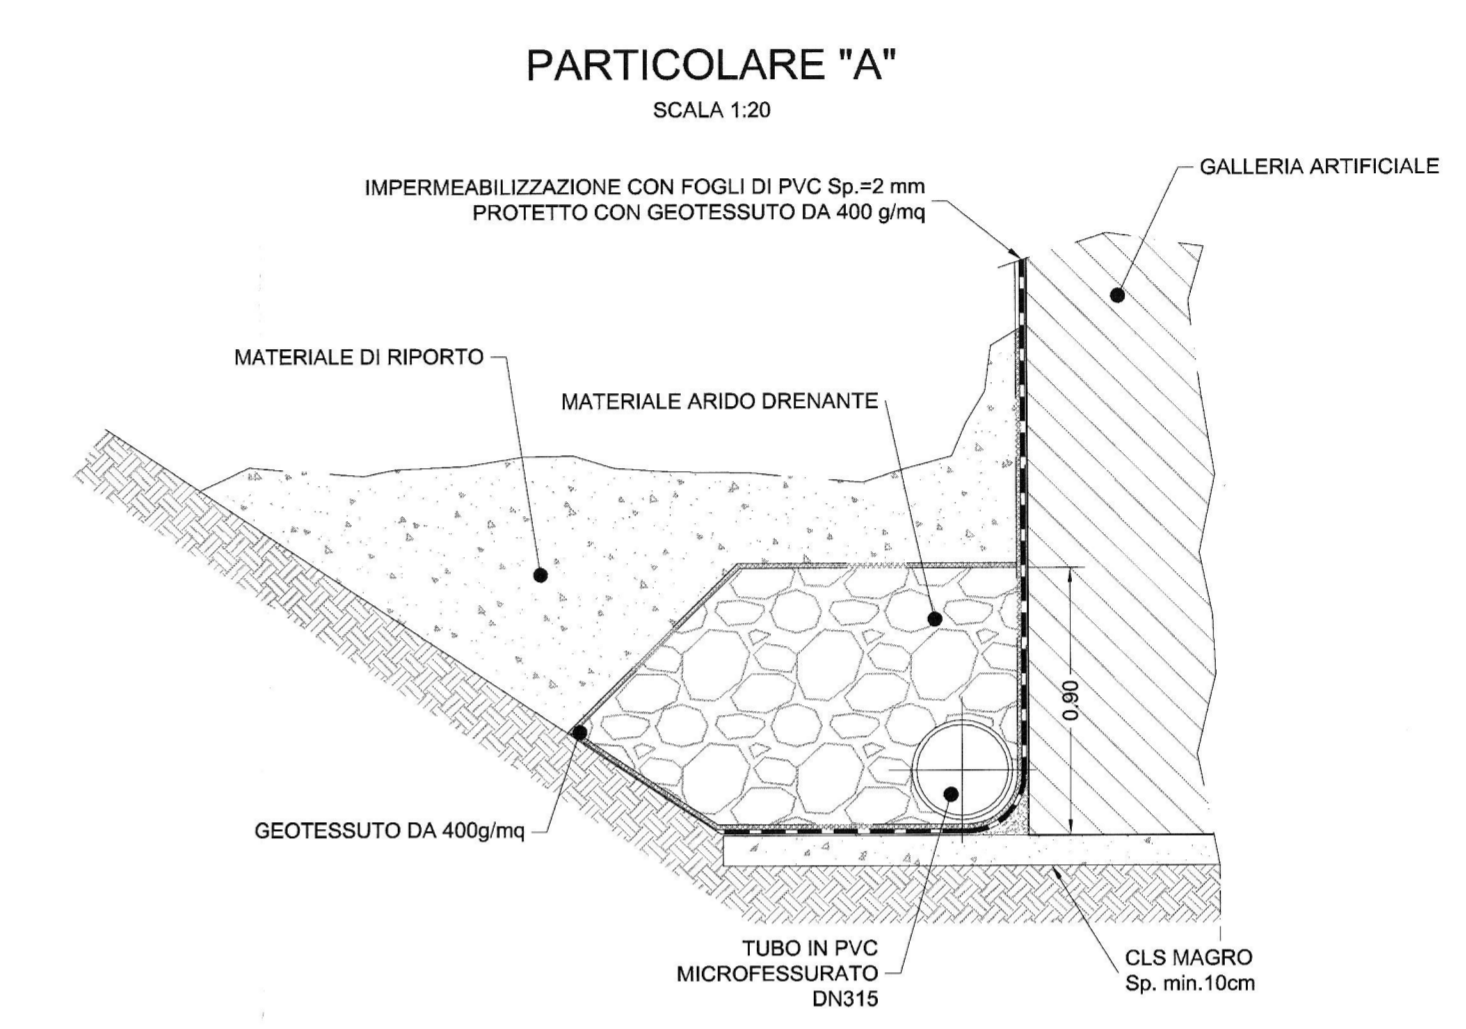 PARTICOLARE "A"
SCALA 1:20
GALLERIA ARTIFICIALE
IMPERMEABILIZZAZIONE CON FOGLI DI PVC Sp.=2 mm
PROTETTO CON GEOTESSUTO DA 400 g/mq
MATERIALE DI RIPORTO
MATERIALE ARIDO DRENANTE
0.90
GEOTESSUTO DA 400g/mq
TUBO IN PVC
MICROFESSURATO
DN315
CLS MAGRO
Sp. min.10cm